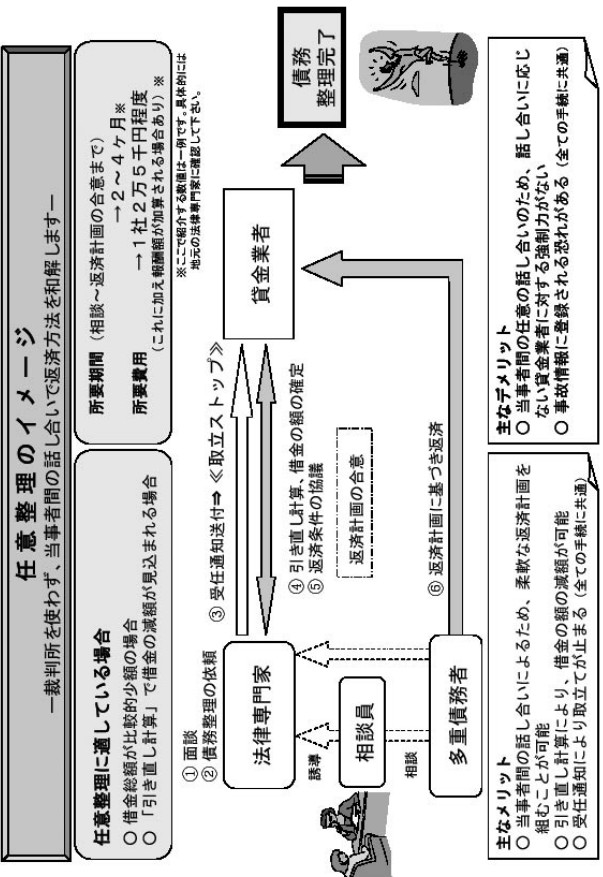 任意整理のイメージ
―裁判所を使わず、当事者間の話し合いで返済方法を和解します―
任意整理に適している場合
○ 借金総額が比較的少額の場合
○ 「引き直し計算」で借金の減額が見込まれる場合
所要期間（相談～返済計画の合意まで）
→２～４ヶ月※
所要費用
→１社２万５千円程度
（これに加え報酬額が加算される場合あり）※
※ここで紹介する数値は一例です。具体的には
地元の法律専門家に確認して下さい。
① 面談
② 債務整理の依頼
③ 受任通知送付⇒ ≪取立ストップ≫
法律専門家
貸金業者
債務
整理完了
④ 引き直し計算、借金の額の確定
⑤ 返済条件の協議
返済計画の合意
誘導
相談員
相談
多重債務者
⑥ 返済計画に基づき返済
主なメリット
○ 当事者間の話し合いによるため、柔軟な返済計画を
組むことが可能
○ 引き直し計算により、借金の額の減額が可能
○ 受任通知により取立てが止まる（全ての手続に共通）
主なデメリット
○ 当事者間の任意の話し合いのため、話し合いに応じ
ない貸金業者に対する強制力がない
○ 事故情報に登録される恐れがある（全ての手続に共通）